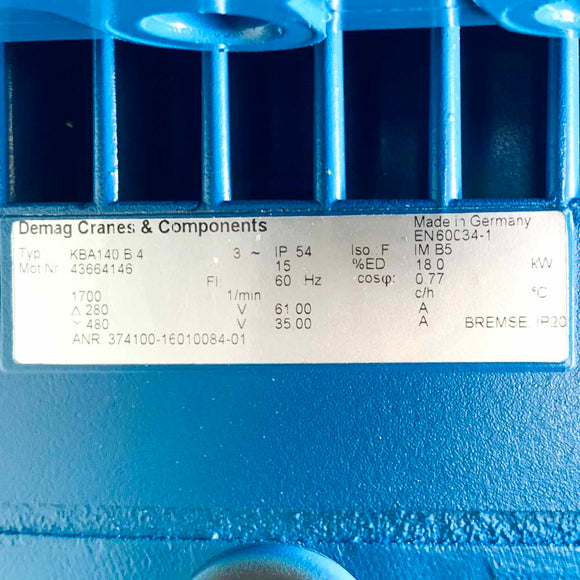 Demag Cranes & Components Made in Germany
EN60034-1
Typ KBA140 B 4 3 ~ IP 54 Iso. F IM B5
Mot Nr. 43664146 15 %ED 18.0 kW
FI: 60 Hz cosφ: 0.77
1700 1/min c/h °C
Δ 280 V 61.00 A
Y 480 V 35.00 A BREMSE IP20
ANR 374100-16010084-01